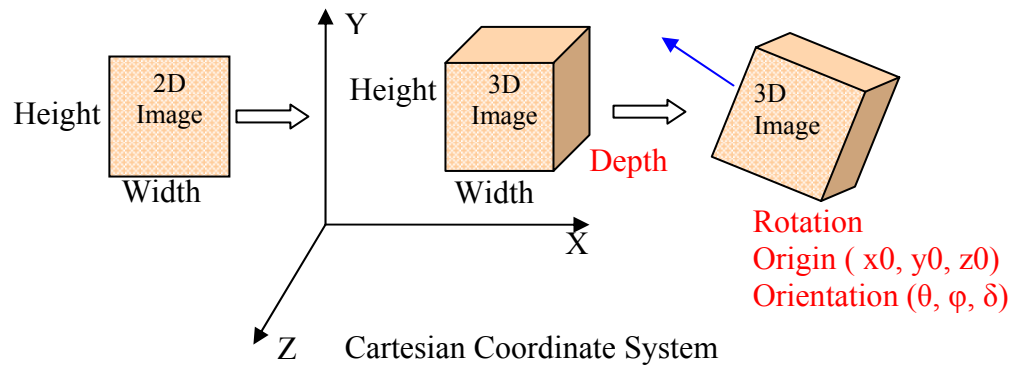 2D
Image
Height
Width
Y
X
Z
3D
Image
Height
Width
Depth
3D
Image
Rotation
Origin ( x0, y0, z0)
Orientation (θ, φ, δ)
Cartesian Coordinate System